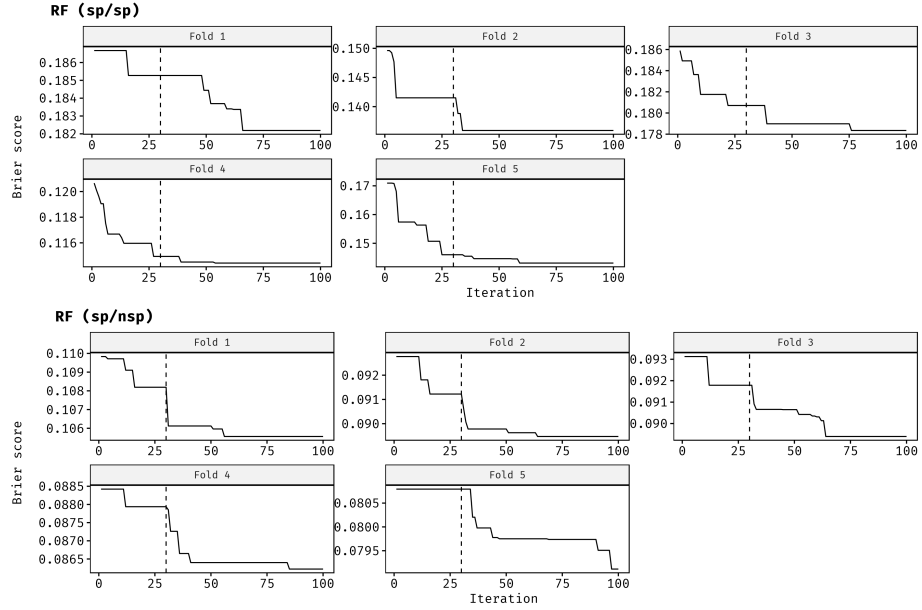 RF (sp/sp)
Fold 1
Fold 2
Fold 3
0.186
0.185
0.184
0.183
0.182
0.150
0.145
0.140
0.186
0.184
0.182
0.180
0.178
0 25 50 75 100
0 25 50 75 100
0 25 50 75 100
Brier score
Fold 4
Fold 5
0.120
0.118
0.116
0.17
0.16
0.15
0 25 50 75 100
0 25 50 75 100
Iteration
RF (sp/nsp)
Fold 1
Fold 2
Fold 3
0.110
0.109
0.108
0.107
0.106
0.092
0.091
0.090
0.093
0.092
0.091
0.090
0 25 50 75 100
0 25 50 75 100
0 25 50 75 100
Brier score
Fold 4
Fold 5
0.0885
0.0880
0.0875
0.0870
0.0865
0.0805
0.0800
0.0795
0 25 50 75 100
0 25 50 75 100
Iteration